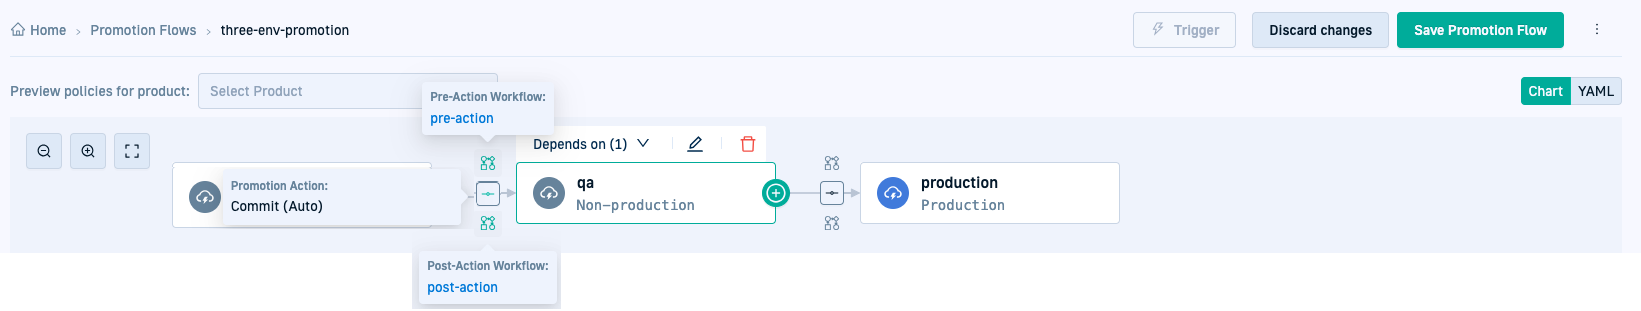 Home > Promotion Flows > three-env-promotion
Trigger
Discard changes
Save Promotion Flow
Preview policies for product:
Select Product
Chart
YAML
Pre-Action Workflow:
pre-action
Depends on (1)
Promotion Action:
Commit (Auto)
qa
Non-production
production
Production
Post-Action Workflow:
post-action